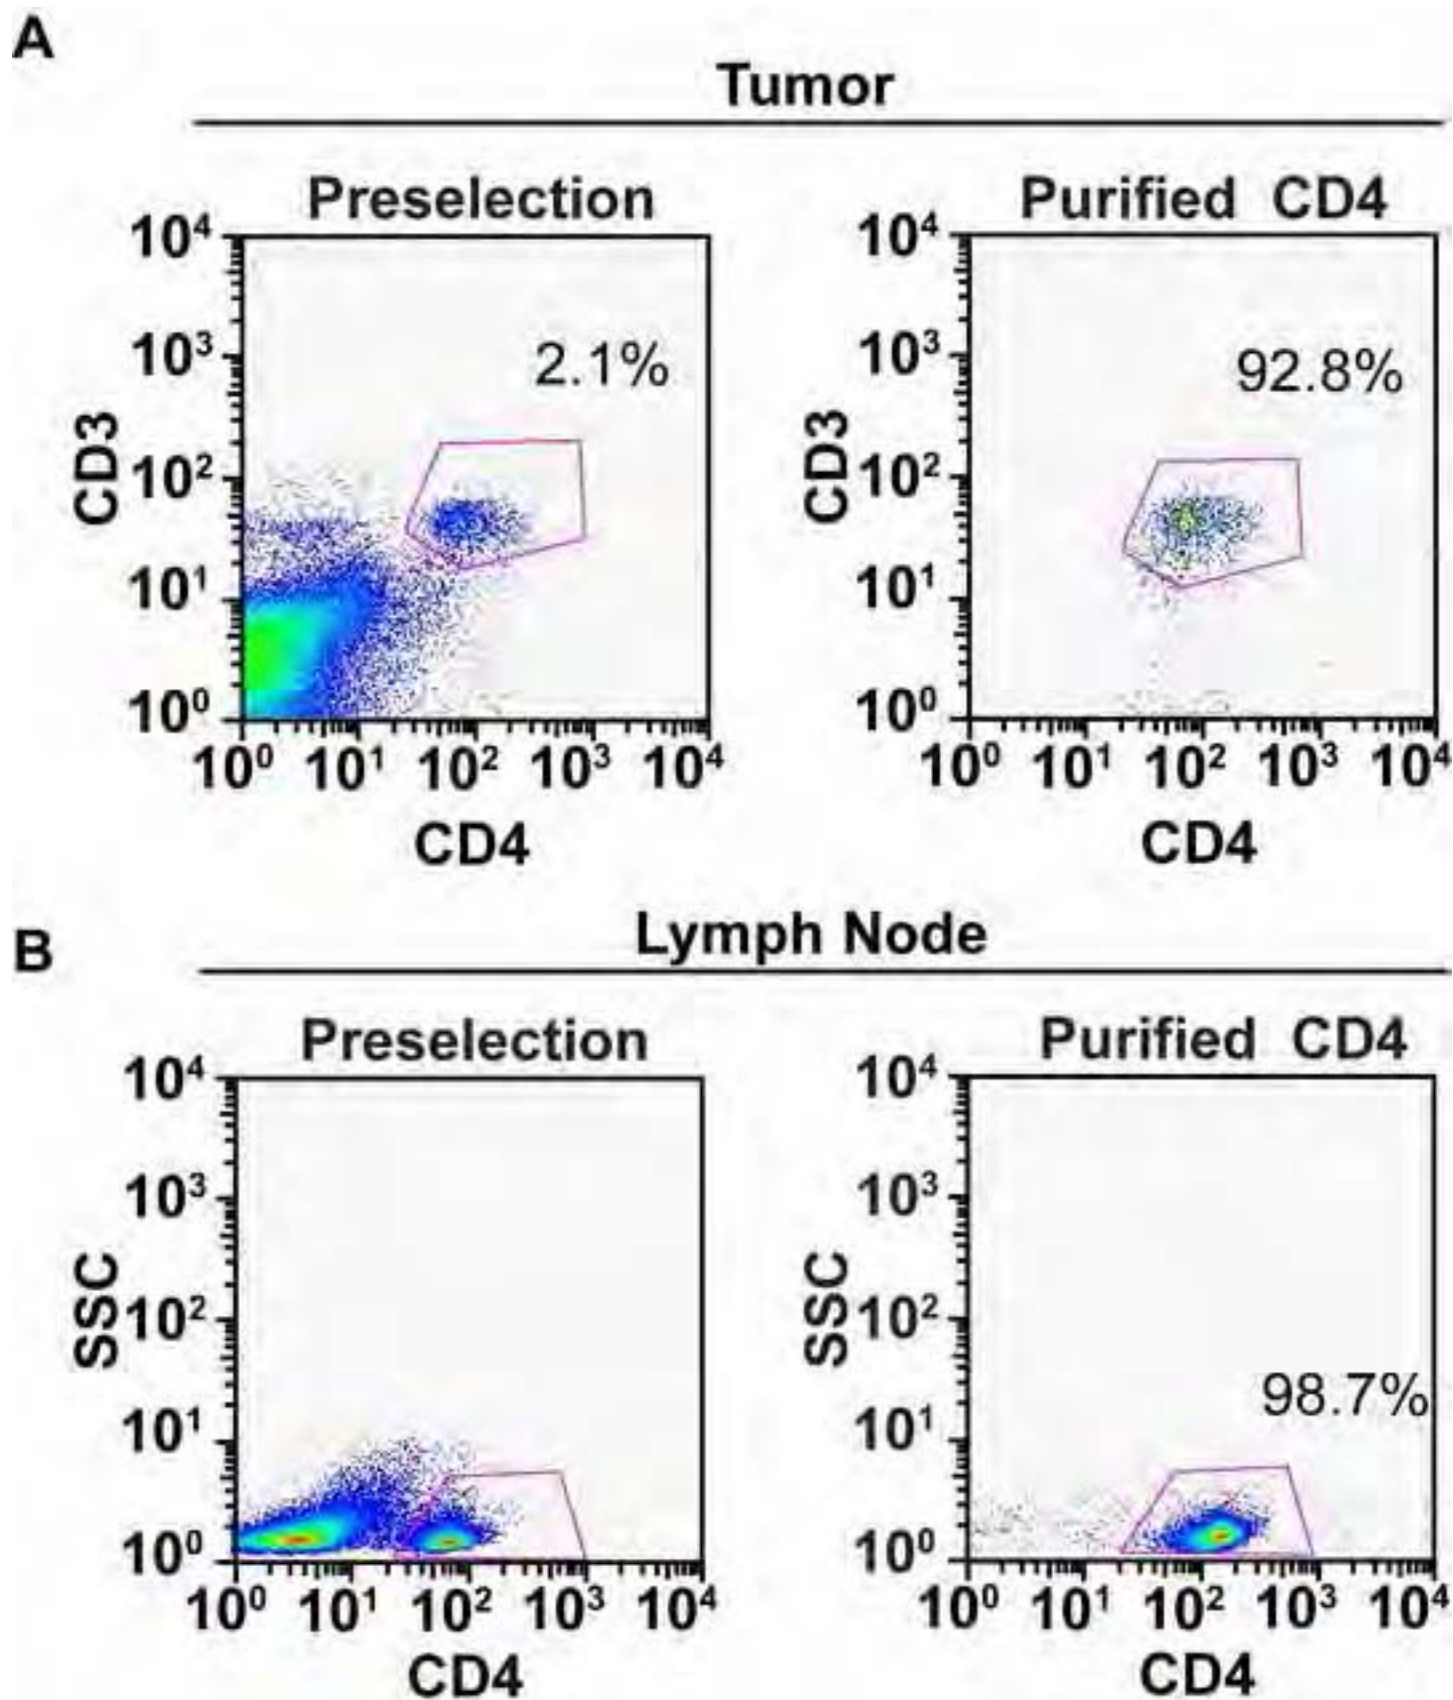 A
Tumor
Preselection Purified CD4
10⁴ 10⁴
10³ 10³
2.1% 92.8%
CD3 CD3
10² 10²
10¹ 10¹
10⁰ 10⁰
10⁰ 10¹ 10² 10³ 10⁴ 10⁰ 10¹ 10² 10³ 10⁴
CD4 CD4
B
Lymph Node
Preselection Purified CD4
10⁴ 10⁴
10³ 10³
SSC SSC
10² 10²
98.7%
10¹ 10¹
10⁰ 10⁰
10⁰ 10¹ 10² 10³ 10⁴ 10⁰ 10¹ 10² 10³ 10⁴
CD4 CD4